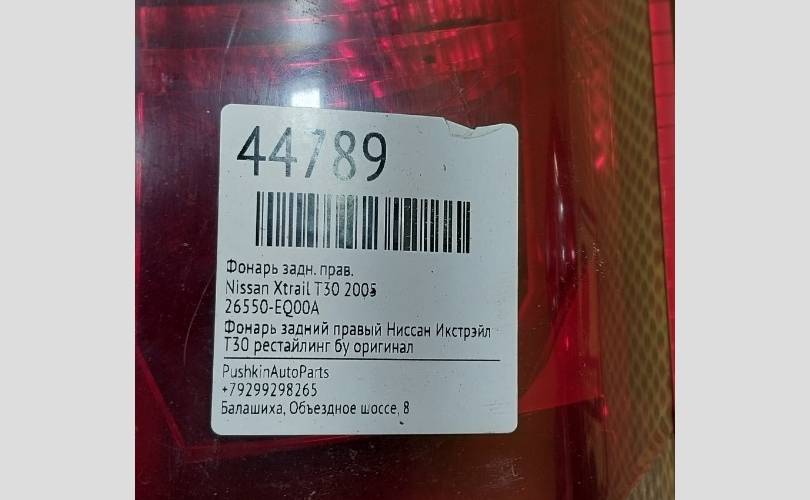 44789
Фонарь задн. прав.
Nissan Xtrail T30 2005
26550-EQ00A
Фонарь задний правый Ниссан Икстрэйл
Т30 рестайлинг бу оригинал
PushkinAutoParts
+79299298265
Балашиха, Объездное шоссе, 8